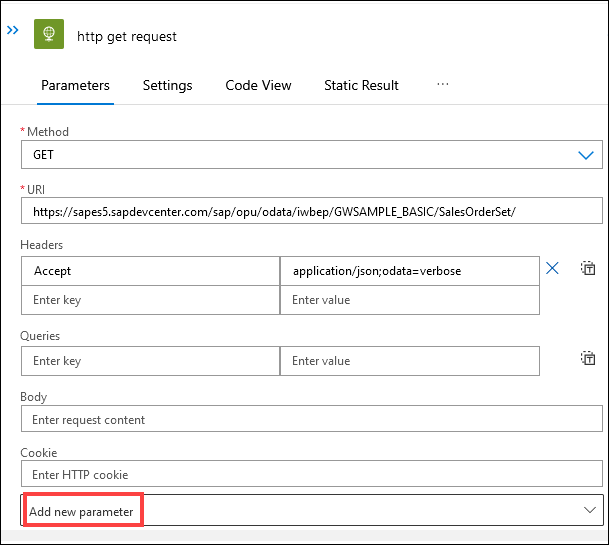 http get request
Parameters Settings Code View Static Result ...
* Method
GET
* URI
https://sapes5.sapdevcenter.com/sap/opu/odata/iwbep/GWSAMPLE_BASIC/SalesOrderSet/
Headers
Accept application/json;odata=verbose
Enter key Enter value
Queries
Enter key Enter value
Body
Enter request content
Cookie
Enter HTTP cookie
Add new parameter